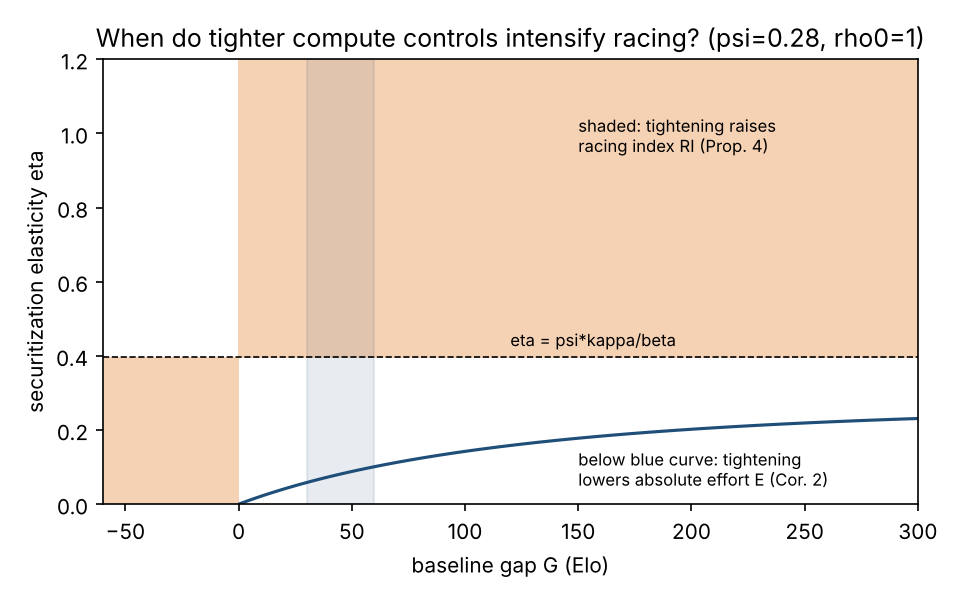 When do tighter compute controls intensify racing? (psi=0.28, rho0=1)
1.2
1.0
0.8
0.6
0.4
0.2
0.0
securitization elasticity eta
shaded: tightening raises
racing index RI (Prop. 4)
eta = psi*kappa/beta
below blue curve: tightening
lowers absolute effort E (Cor. 2)
−50
0
50
100
150
200
250
300
baseline gap G (Elo)